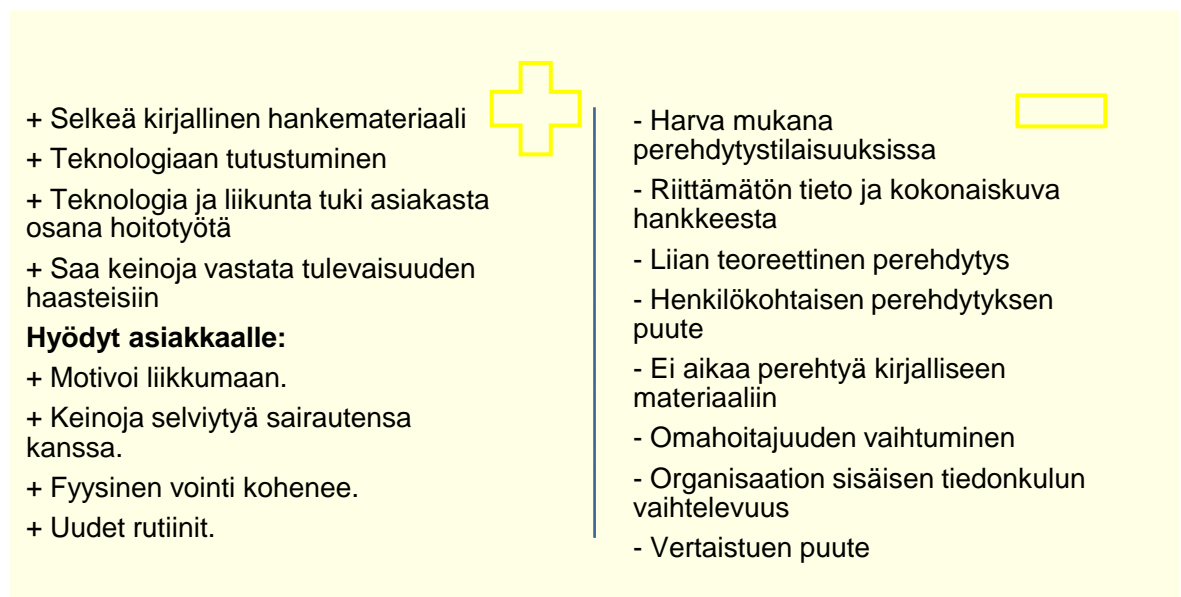 + Selkeä kirjallinen hankemateriaali
+ Teknologiaan tutustuminen
+ Teknologia ja liikunta tuki asiakasta
osana hoitotyötä
+ Saa keinoja vastata tulevaisuuden
haasteisiin
Hyödyt asiakkaalle:
+ Motivoi liikkumaan.
+ Keinoja selviytyä sairautensa
kanssa.
+ Fyysinen vointi kohenee.
+ Uudet rutiinit.
- Harva mukana
perehdytystilaisuuksissa
- Riittämätön tieto ja kokonaiskuva
hankkeesta
- Liian teoreettinen perehdytys
- Henkilökohtaisen perehdytyksen
puute
- Ei aikaa perehtyä kirjalliseen
materiaaliin
- Omahoitajuuden vaihtuminen
- Organisaation sisäisen tiedonkulun
vaihtelevuus
- Vertaistuen puute